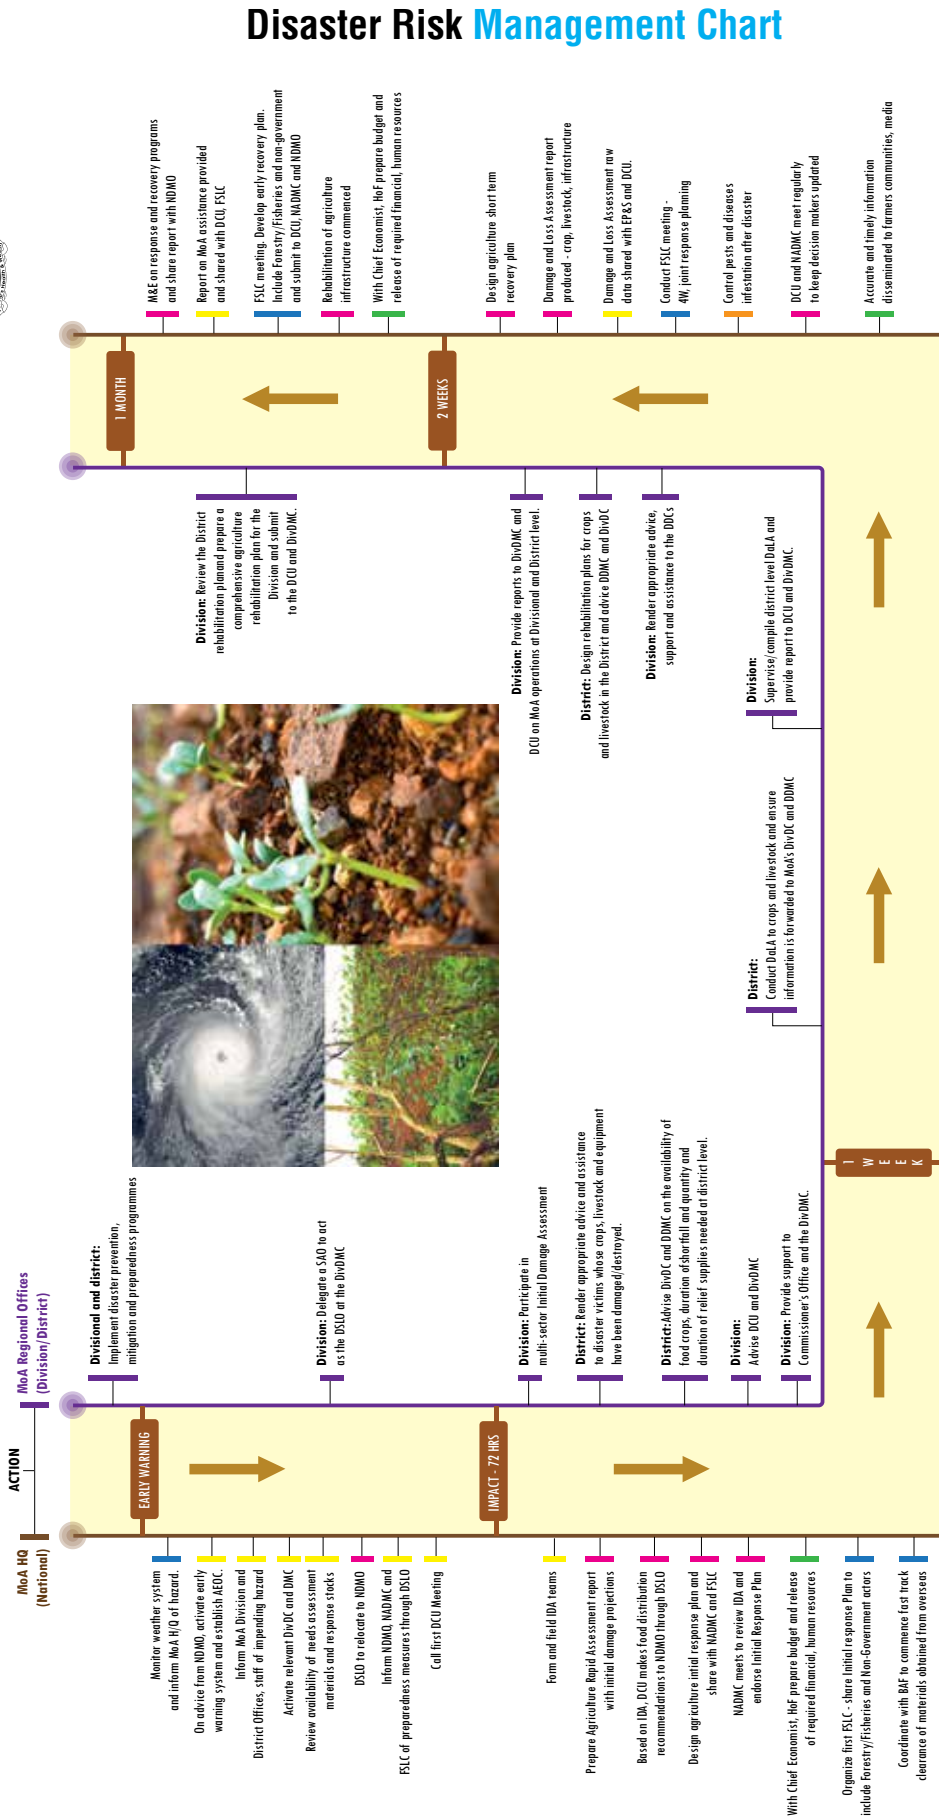 Disaster Risk Management Chart
ACTION
MoA HQ
(National)
MoA Regional Offices
(Division/District)
EARLY WARNING
Monitor weather system
and inform MoA H/Q of hazard.
On advice from NDMO, activate early
warning system and establish AEOC.
Inform MoA Division and
District Offices, staff of impending hazard
Activate relevant DivDC and DMC
Review availability of needs assessment
materials and response stocks
DSLO to relocate to NDMO
Inform NDMO, NADMC and
FSLC of preparedness measures through DSLO
Call first DCU Meeting
Divisional and district:
Implement disaster prevention,
mitigation and preparedness programmes
Division: Delegate a SAO to act
as the DSLO at the DivDMC
IMPACT - 72 HRS
Form and field IDA teams
Prepare Agriculture Rapid Assessment report
with initial damage projections
Based on IDA, DCU makes food distribution
recommendations to NDMO through DSLO
Design agriculture intial response plan and
share with NADMC and FSLC
NADMC meets to review IDA and
endorse Initial Response Plan
With Chief Economist, HoF prepare budget and release
of required financial, human resources
Organize first FSLC - share Initial response Plan to
include Forestry/Fisheries and Non-Government actors
Coordinate with BAF to commence fast track
clearance of materials obtained from overseas
Division: Participate in
multi-sector Initial Damage Assessment
District: Render appropriate advice and assistance
to disaster victims whose crops, livestock and equipment
have been damaged/destroyed.
District: Advise DivDC and DDMC on the availability of
food crops, duration of shortfall and quantity and
duration of relief supplies needed at district level.
Division:
Advise DCU and DivDMC
Division: Provide support to
Commissioner's Office and the DivDMC.
1
W
E
E
K
District:
Conduct DaLA to crops and livestock and ensure
information is forwarded to MoA's DivDC and DDMC
Division:
Supervise/compile district level DaLA and
provide report to DCU and DivDMC.
2 WEEKS
Division: Provide reports to DivDMC and
DCU on MoA operations at Divisional and District level.
District: Design rehabilitation plans for crops
and livestock in the District and advice DDMC and DivDC
Division: Render appropriate advice,
support and assistance to the DDCs
Design agriculture short term
recovery plan
Damage and Loss Assessment report
produced - crop, livestock, infrastructure
Damage and Loss Assessment raw
data shared with EP&S and DCU.
Conduct FSLC meeting -
4W, joint response planning
Control pests and diseases
infestation after disaster
DCU and NADMC meet regularly
to keep decision makers updated
Accurate and timely information
disseminated to farmers communities, media
1 MONTH
Division: Review the District
rehabilitation planand prepare a
comprehensive agriculture
rehabilitation plan for the
Division and submit
to the DCU and DivDMC.
M&E on response and recovery programs
and share report with NDMO
Report on MoA assistance provided
and shared with DCU, FSLC
FSLC meeting. Develop early recovery plan.
Include Forestry/Fisheries and non-government
and submit to DCU, NADMC and NDMO
Rehabilitation of agriculture
infrastructure commenced
With Chief Economist, HoF prepare budget and
release of required financial, human resources